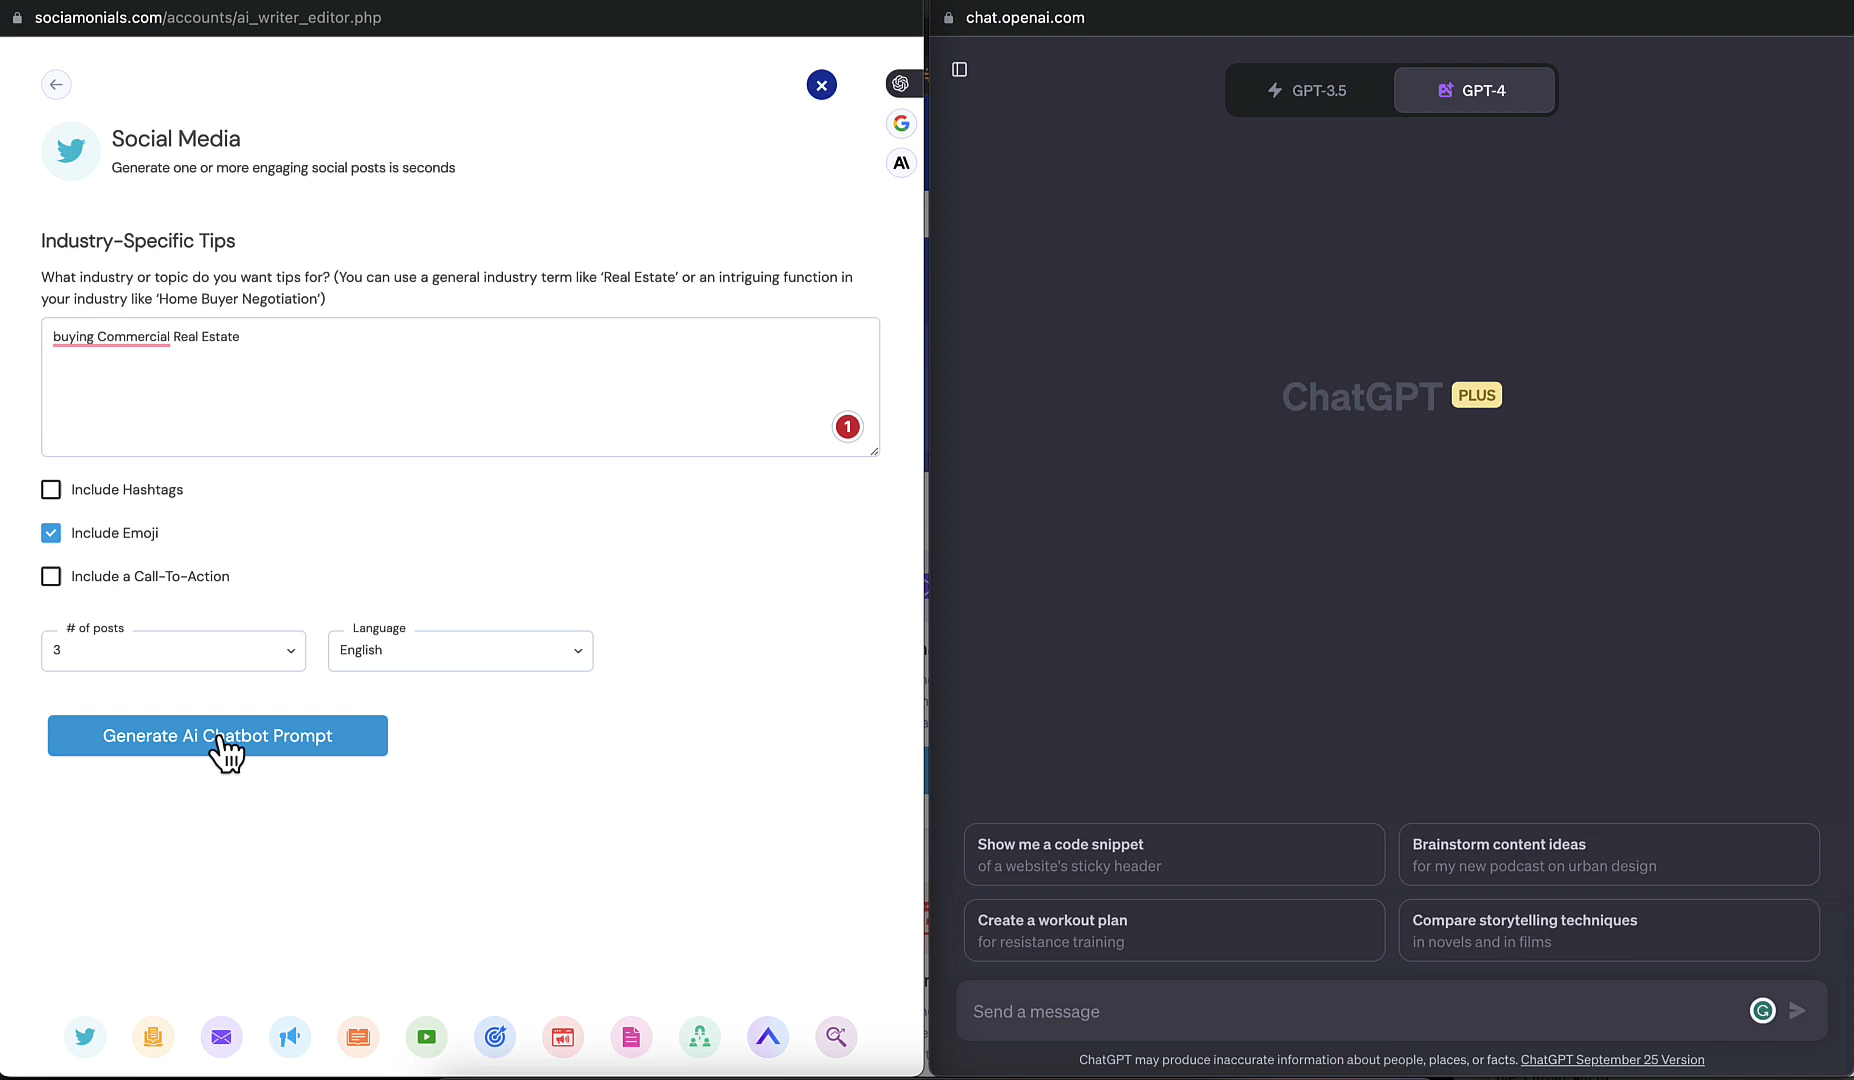 sociamonials.com/accounts/ai_writer_editor.php
Social Media
Generate one or more engaging social posts is seconds
Industry-Specific Tips
What industry or topic do you want tips for? (You can use a general industry term like ‘Real Estate’ or an intriguing function in
your industry like ‘Home Buyer Negotiation’)
buying Commercial Real Estate
1
Include Hashtags
Include Emoji
Include a Call-To-Action
# of posts
3
Language
English
Generate Ai Chatbot Prompt
chat.openai.com
GPT-3.5
GPT-4
ChatGPT PLUS
Show me a code snippet
of a website's sticky header
Brainstorm content ideas
for my new podcast on urban design
Create a workout plan
for resistance training
Compare storytelling techniques
in novels and in films
Send a message
ChatGPT may produce inaccurate information about people, places, or facts. ChatGPT September 25 Version